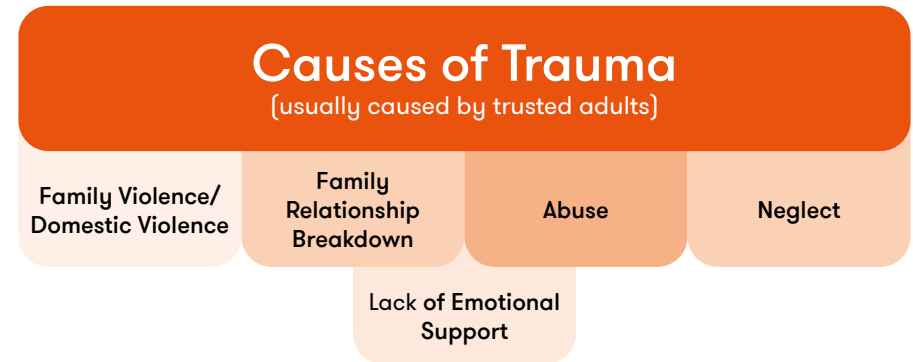 Causes of Trauma
(usually caused by trusted adults)
Family Violence/
Domestic Violence
Family
Relationship
Breakdown
Abuse
Neglect
Lack of Emotional
Support